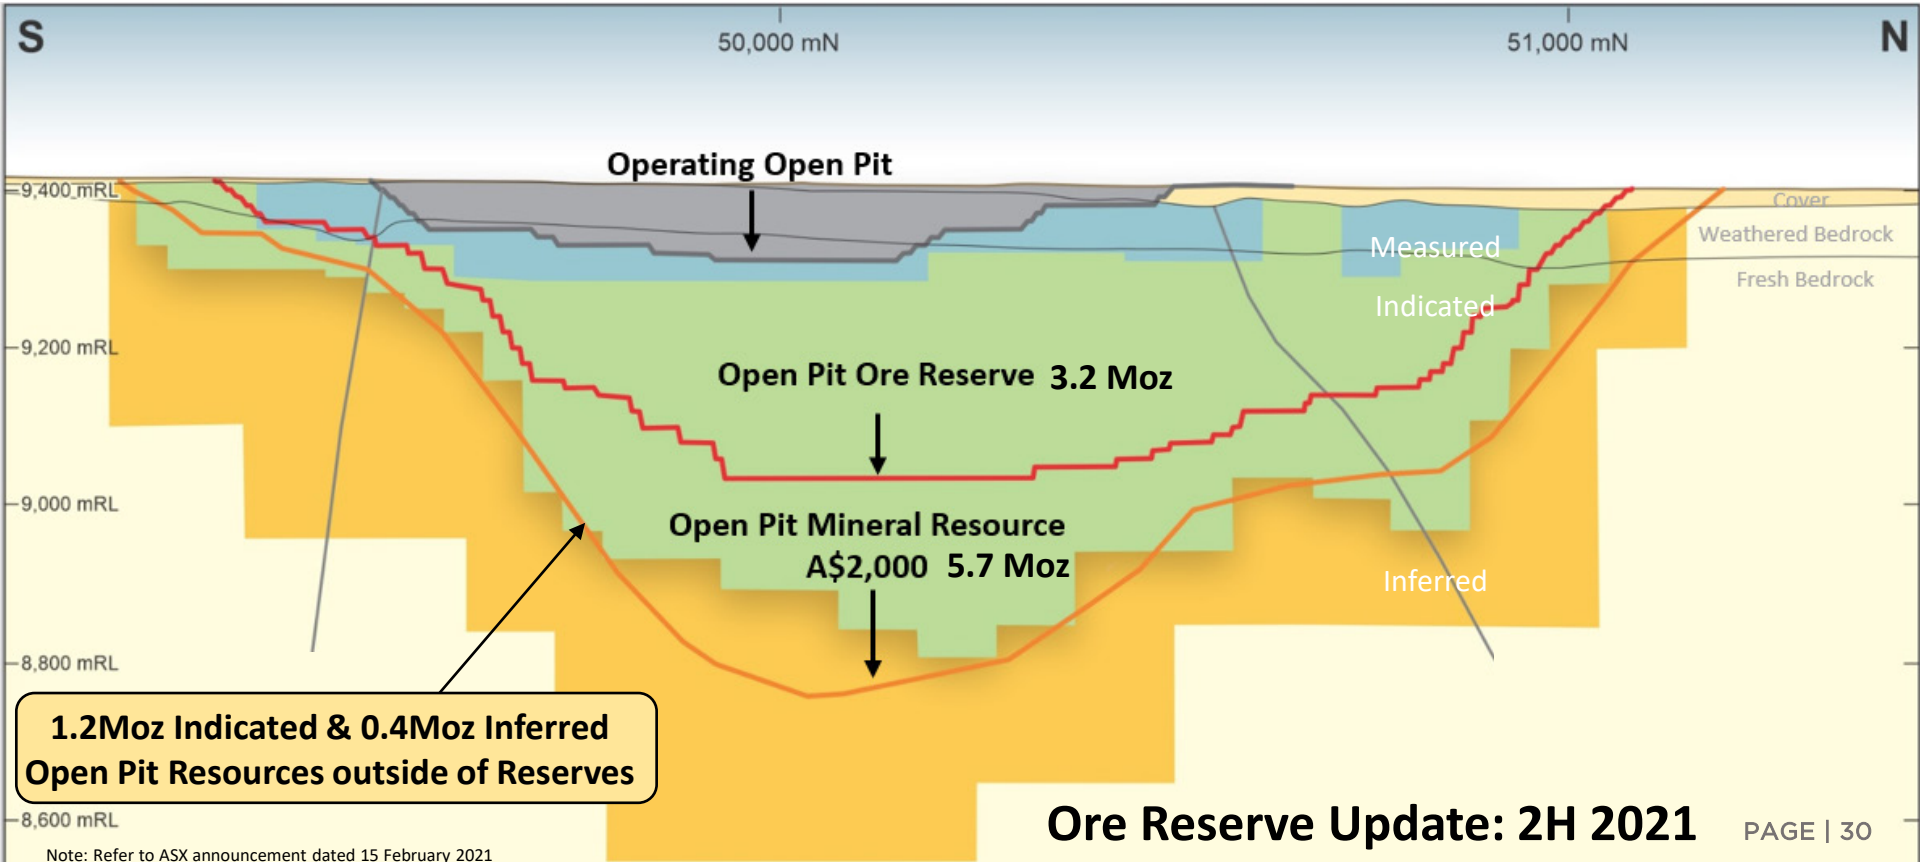 S
50,000 mN
51,000 mN
N
Operating Open Pit
9,400 mRL
Cover
Weathered Bedrock
Measured
Fresh Bedrock
Indicated
9,200 mRL
Open Pit Ore Reserve 3.2 Moz
9,000 mRL
Open Pit Mineral Resource
A$2,000 5.7 Moz
Inferred
8,800 mRL
1.2Moz Indicated & 0.4Moz Inferred
Open Pit Resources outside of Reserves
8,600 mRL
Ore Reserve Update: 2H 2021
PAGE | 30
Note: Refer to ASX announcement dated 15 February 2021